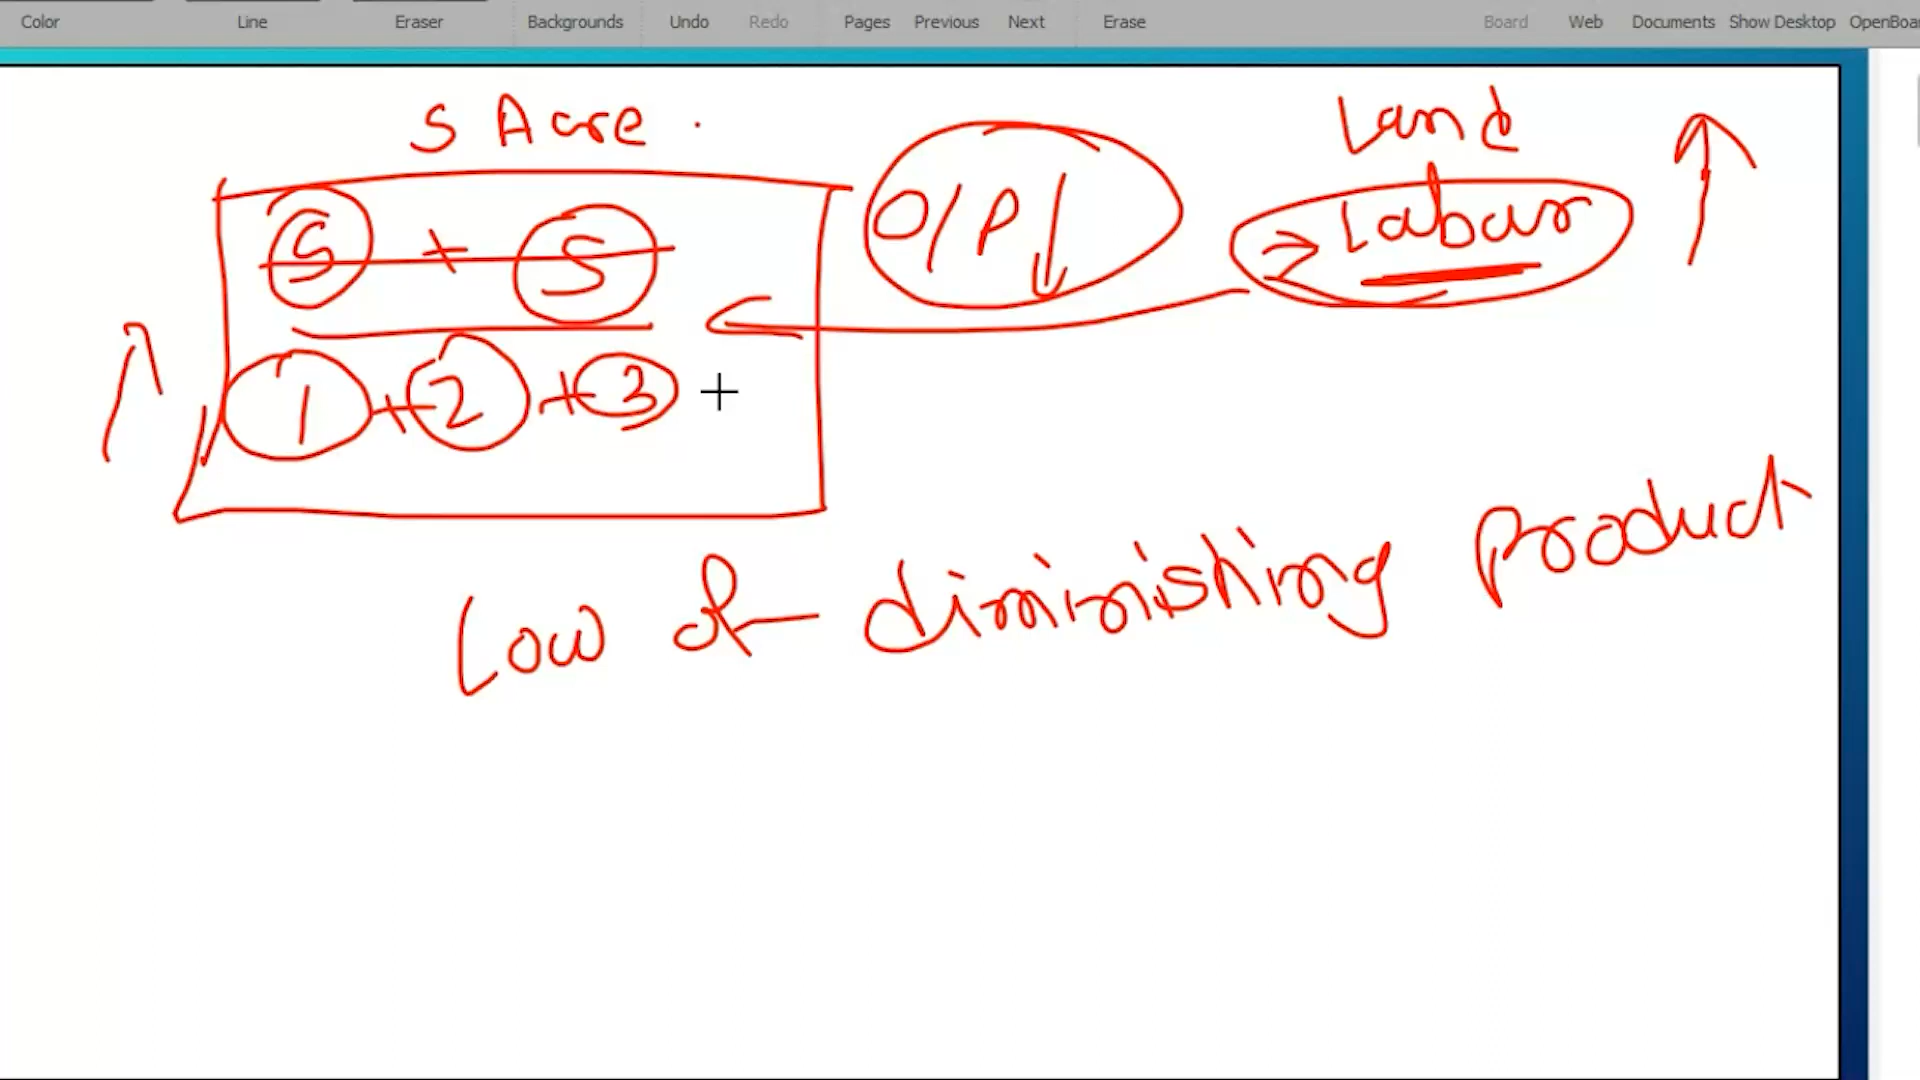 Color Line Eraser Backgrounds Undo Redo Pages Previous Next Erase Board Web Documents Show Desktop OpenBoar
5 Acre.
Land
5 + 5
O/P ↓
→ Labour
1 + 2 + 3 +
Low of diminishing product